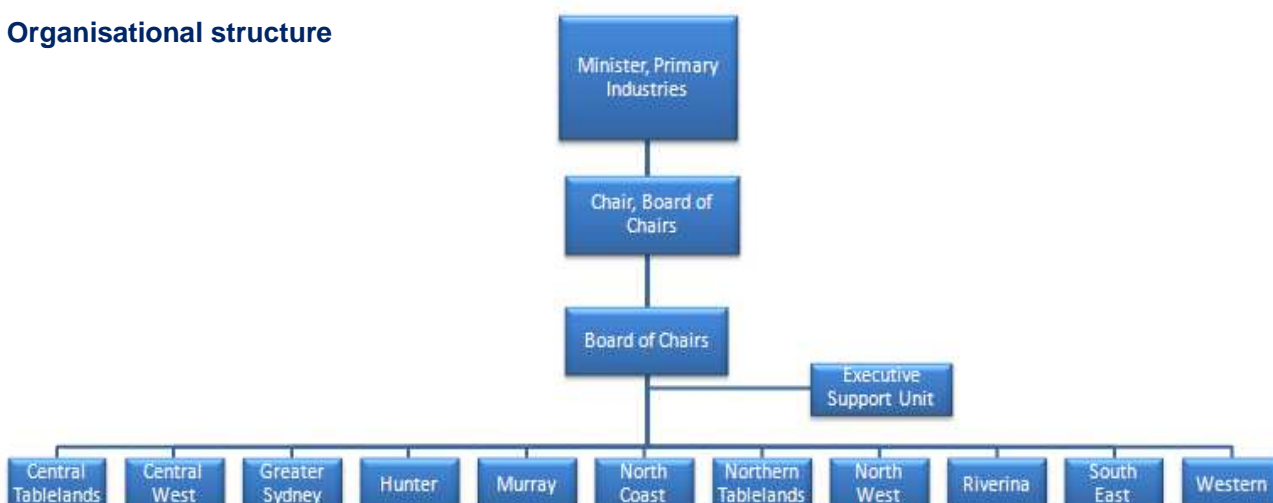 Organisational structure
Minister, Primary
Industries
Chair, Board of
Chairs
Board of Chairs
Executive
Support Unit
Central
Tablelands
Central
West
Greater
Sydney
Hunter
Murray
North
Coast
Northern
Tablelands
North
West
Riverina
South
East
Western